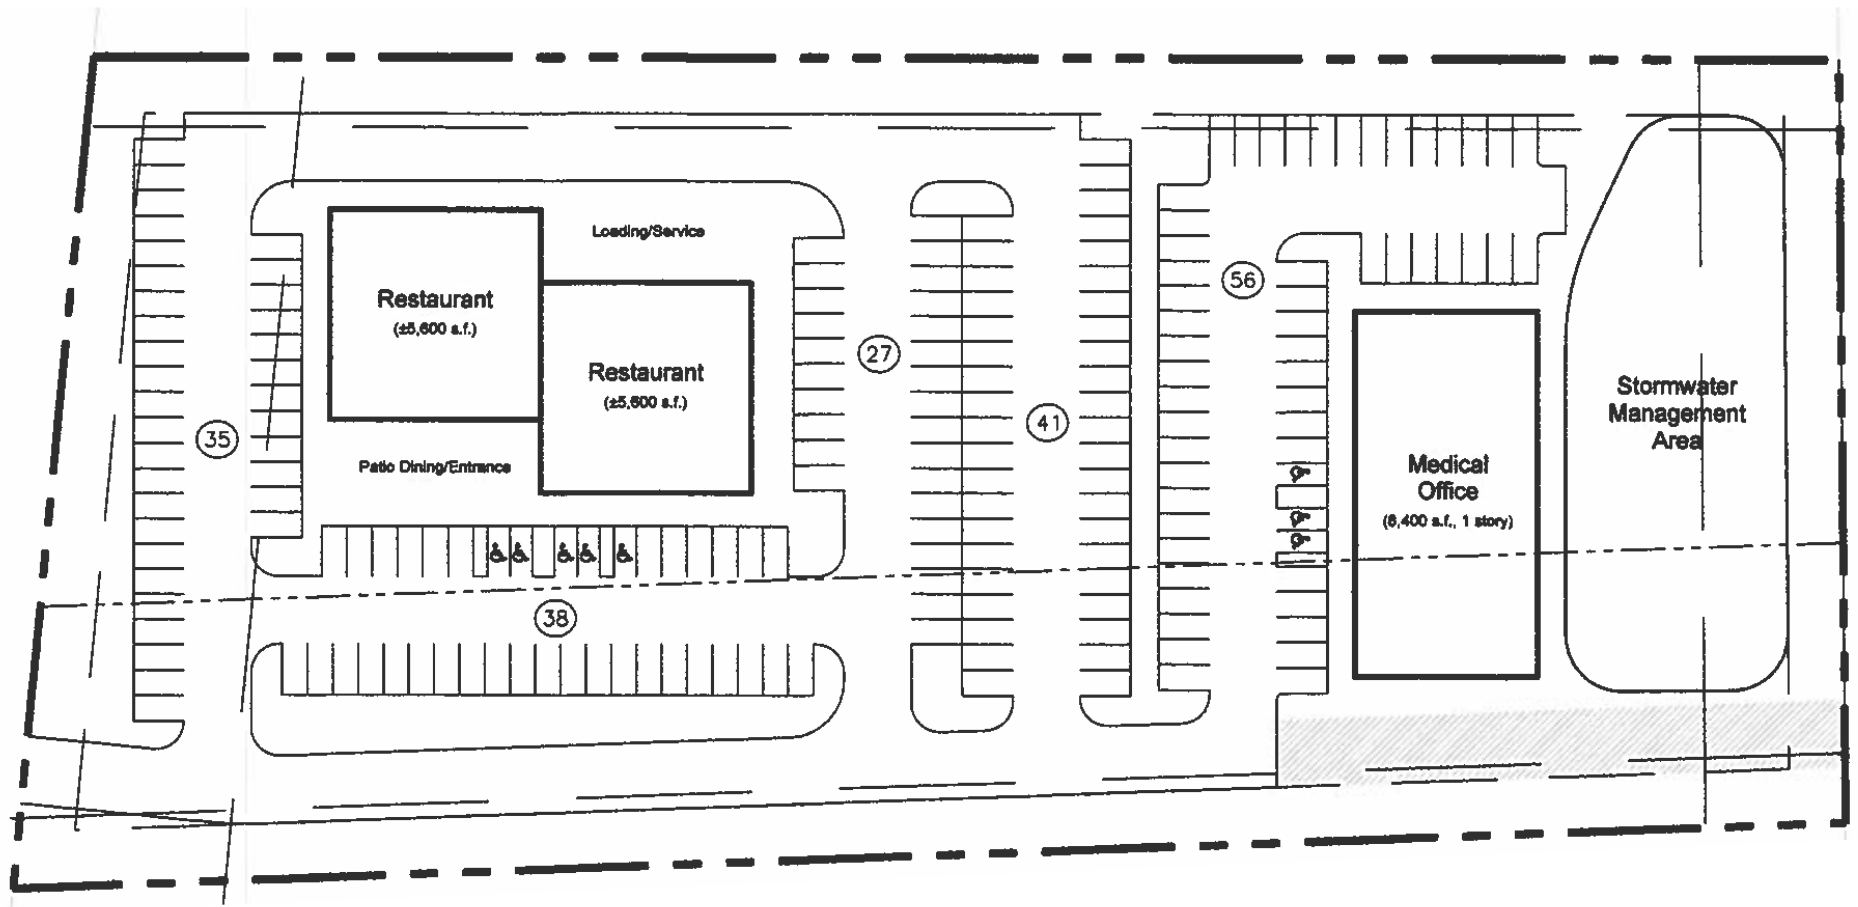 Loading/Service
Restaurant
(±5,600 s.f.)
Restaurant
(±5,600 s.f.)
Patio Dining/Entrance
35
27
41
56
38
Medical
Office
(6,400 s.f., 1 story)
Stormwater
Management
Area